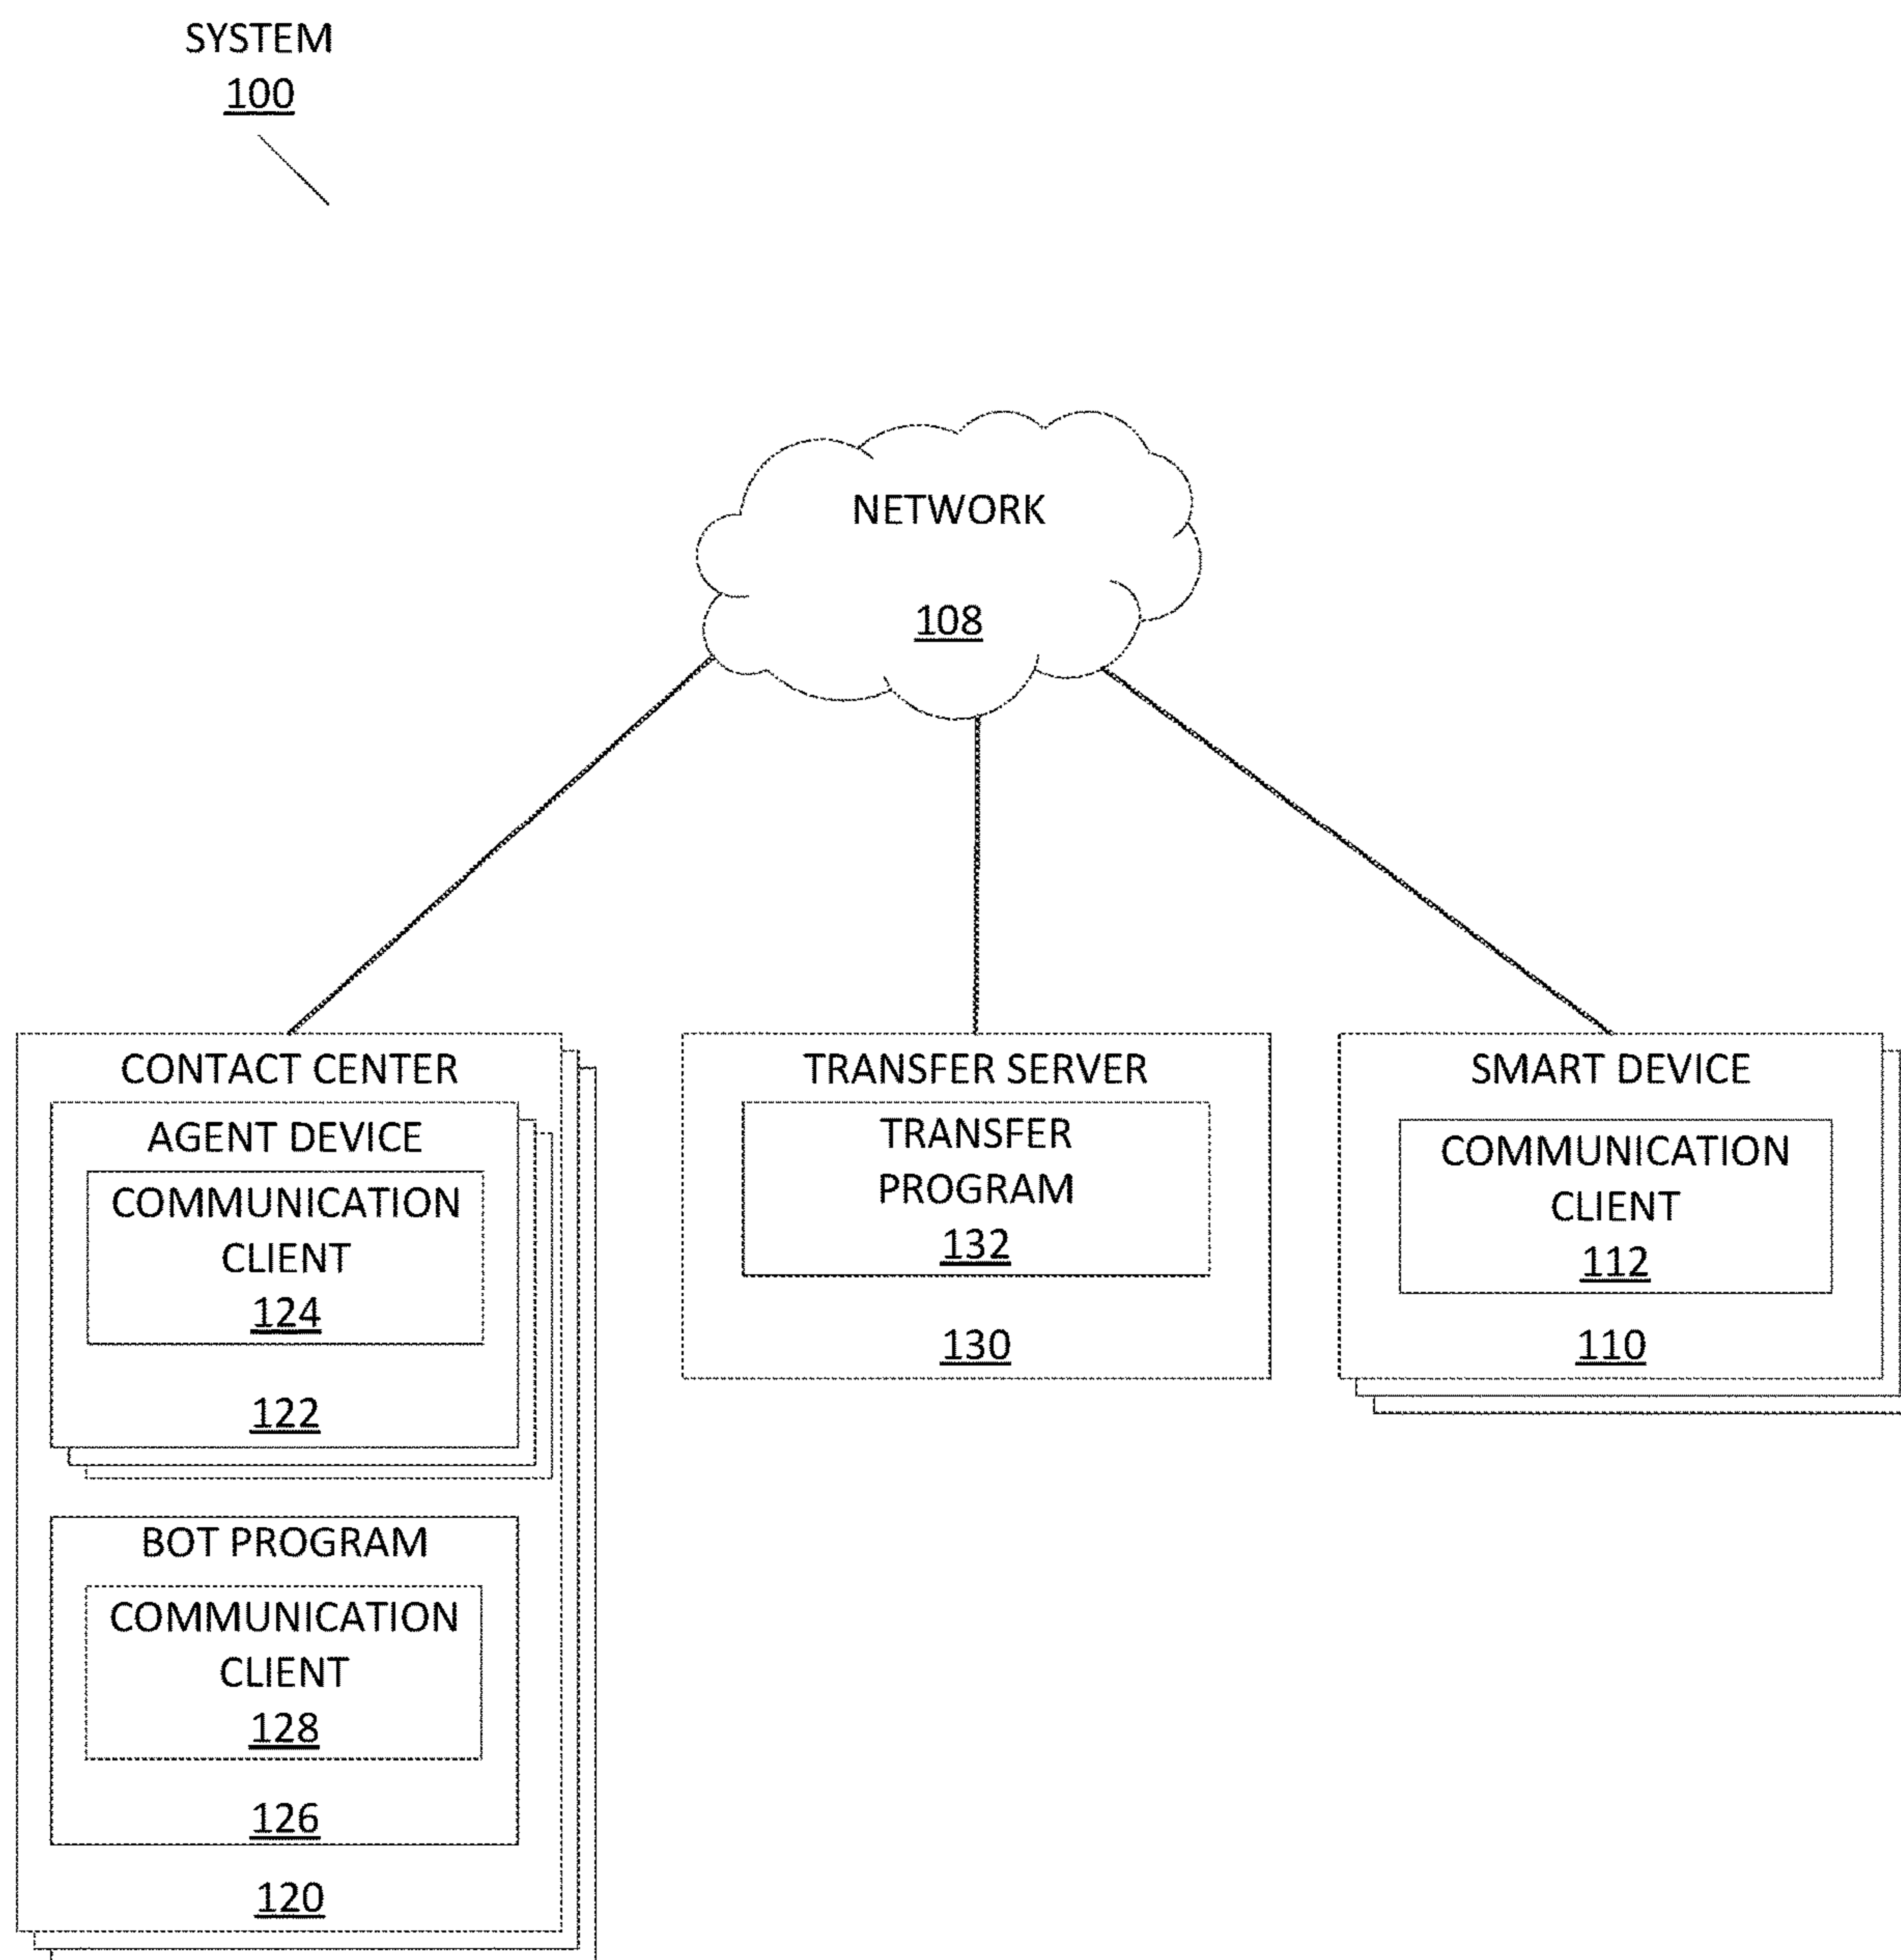 SYSTEM
100
NETWORK
108
CONTACT CENTER
AGENT DEVICE
COMMUNICATION
CLIENT
124
122
BOT PROGRAM
COMMUNICATION
CLIENT
128
126
120
TRANSFER SERVER
TRANSFER
PROGRAM
132
130
SMART DEVICE
COMMUNICATION
CLIENT
112
110